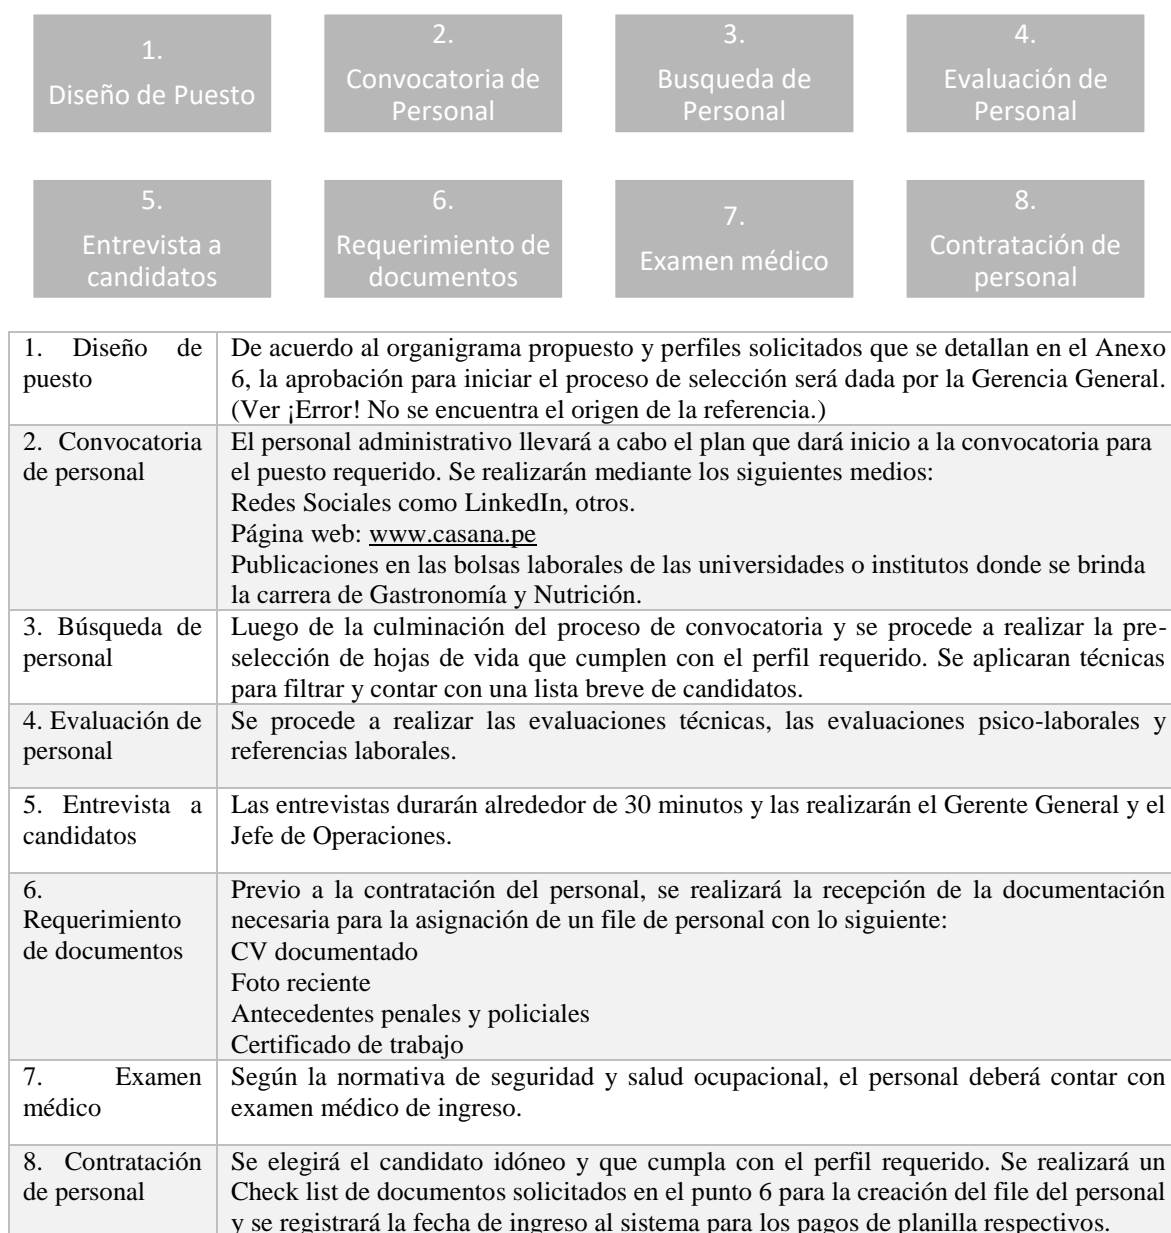 1.
Diseño de Puesto
2.
Convocatoria de
Personal
3.
Busqueda de
Personal
4.
Evaluación de
Personal
5.
Entrevista a
candidatos
6.
Requerimiento de
documentos
7.
Examen médico
8.
Contratación de
personal
1. Diseño de
puesto
De acuerdo al organigrama propuesto y perfiles solicitados que se detallan en el Anexo
6, la aprobación para iniciar el proceso de selección será dada por la Gerencia General.
(Ver ¡Error! No se encuentra el origen de la referencia.)
2. Convocatoria
de personal
El personal administrativo llevará a cabo el plan que dará inicio a la convocatoria para
el puesto requerido. Se realizarán mediante los siguientes medios:
Redes Sociales como LinkedIn, otros.
Página web: www.casana.pe
Publicaciones en las bolsas laborales de las universidades o institutos donde se brinda
la carrera de Gastronomía y Nutrición.
3. Búsqueda de
personal
Luego de la culminación del proceso de convocatoria y se procede a realizar la pre-
selección de hojas de vida que cumplen con el perfil requerido. Se aplicaran técnicas
para filtrar y contar con una lista breve de candidatos.
4. Evaluación de
personal
Se procede a realizar las evaluaciones técnicas, las evaluaciones psico-laborales y
referencias laborales.
5. Entrevista a
candidatos
Las entrevistas durarán alrededor de 30 minutos y las realizarán el Gerente General y el
Jefe de Operaciones.
6.
Requerimiento
de documentos
Previo a la contratación del personal, se realizará la recepción de la documentación
necesaria para la asignación de un file de personal con lo siguiente:
CV documentado
Foto reciente
Antecedentes penales y policiales
Certificado de trabajo
7. Examen
médico
Según la normativa de seguridad y salud ocupacional, el personal deberá contar con
examen médico de ingreso.
8. Contratación
de personal
Se elegirá el candidato idóneo y que cumpla con el perfil requerido. Se realizará un
Check list de documentos solicitados en el punto 6 para la creación del file del personal
y se registrará la fecha de ingreso al sistema para los pagos de planilla respectivos.